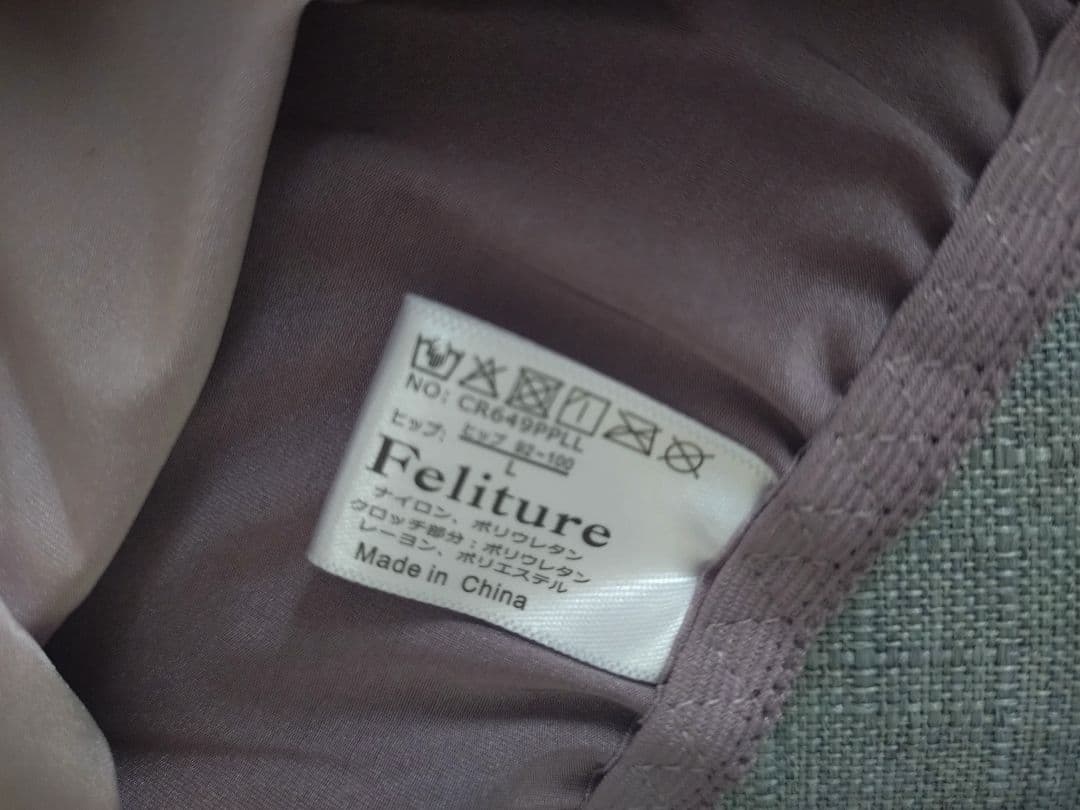 NO: CR649PPLL
ヒップ: ヒップ 92~100
L
Feliture
ナイロン、ポリウレタン
クロッチ部分:ポリウレタン
レーヨン、ポリエステル
Made in China